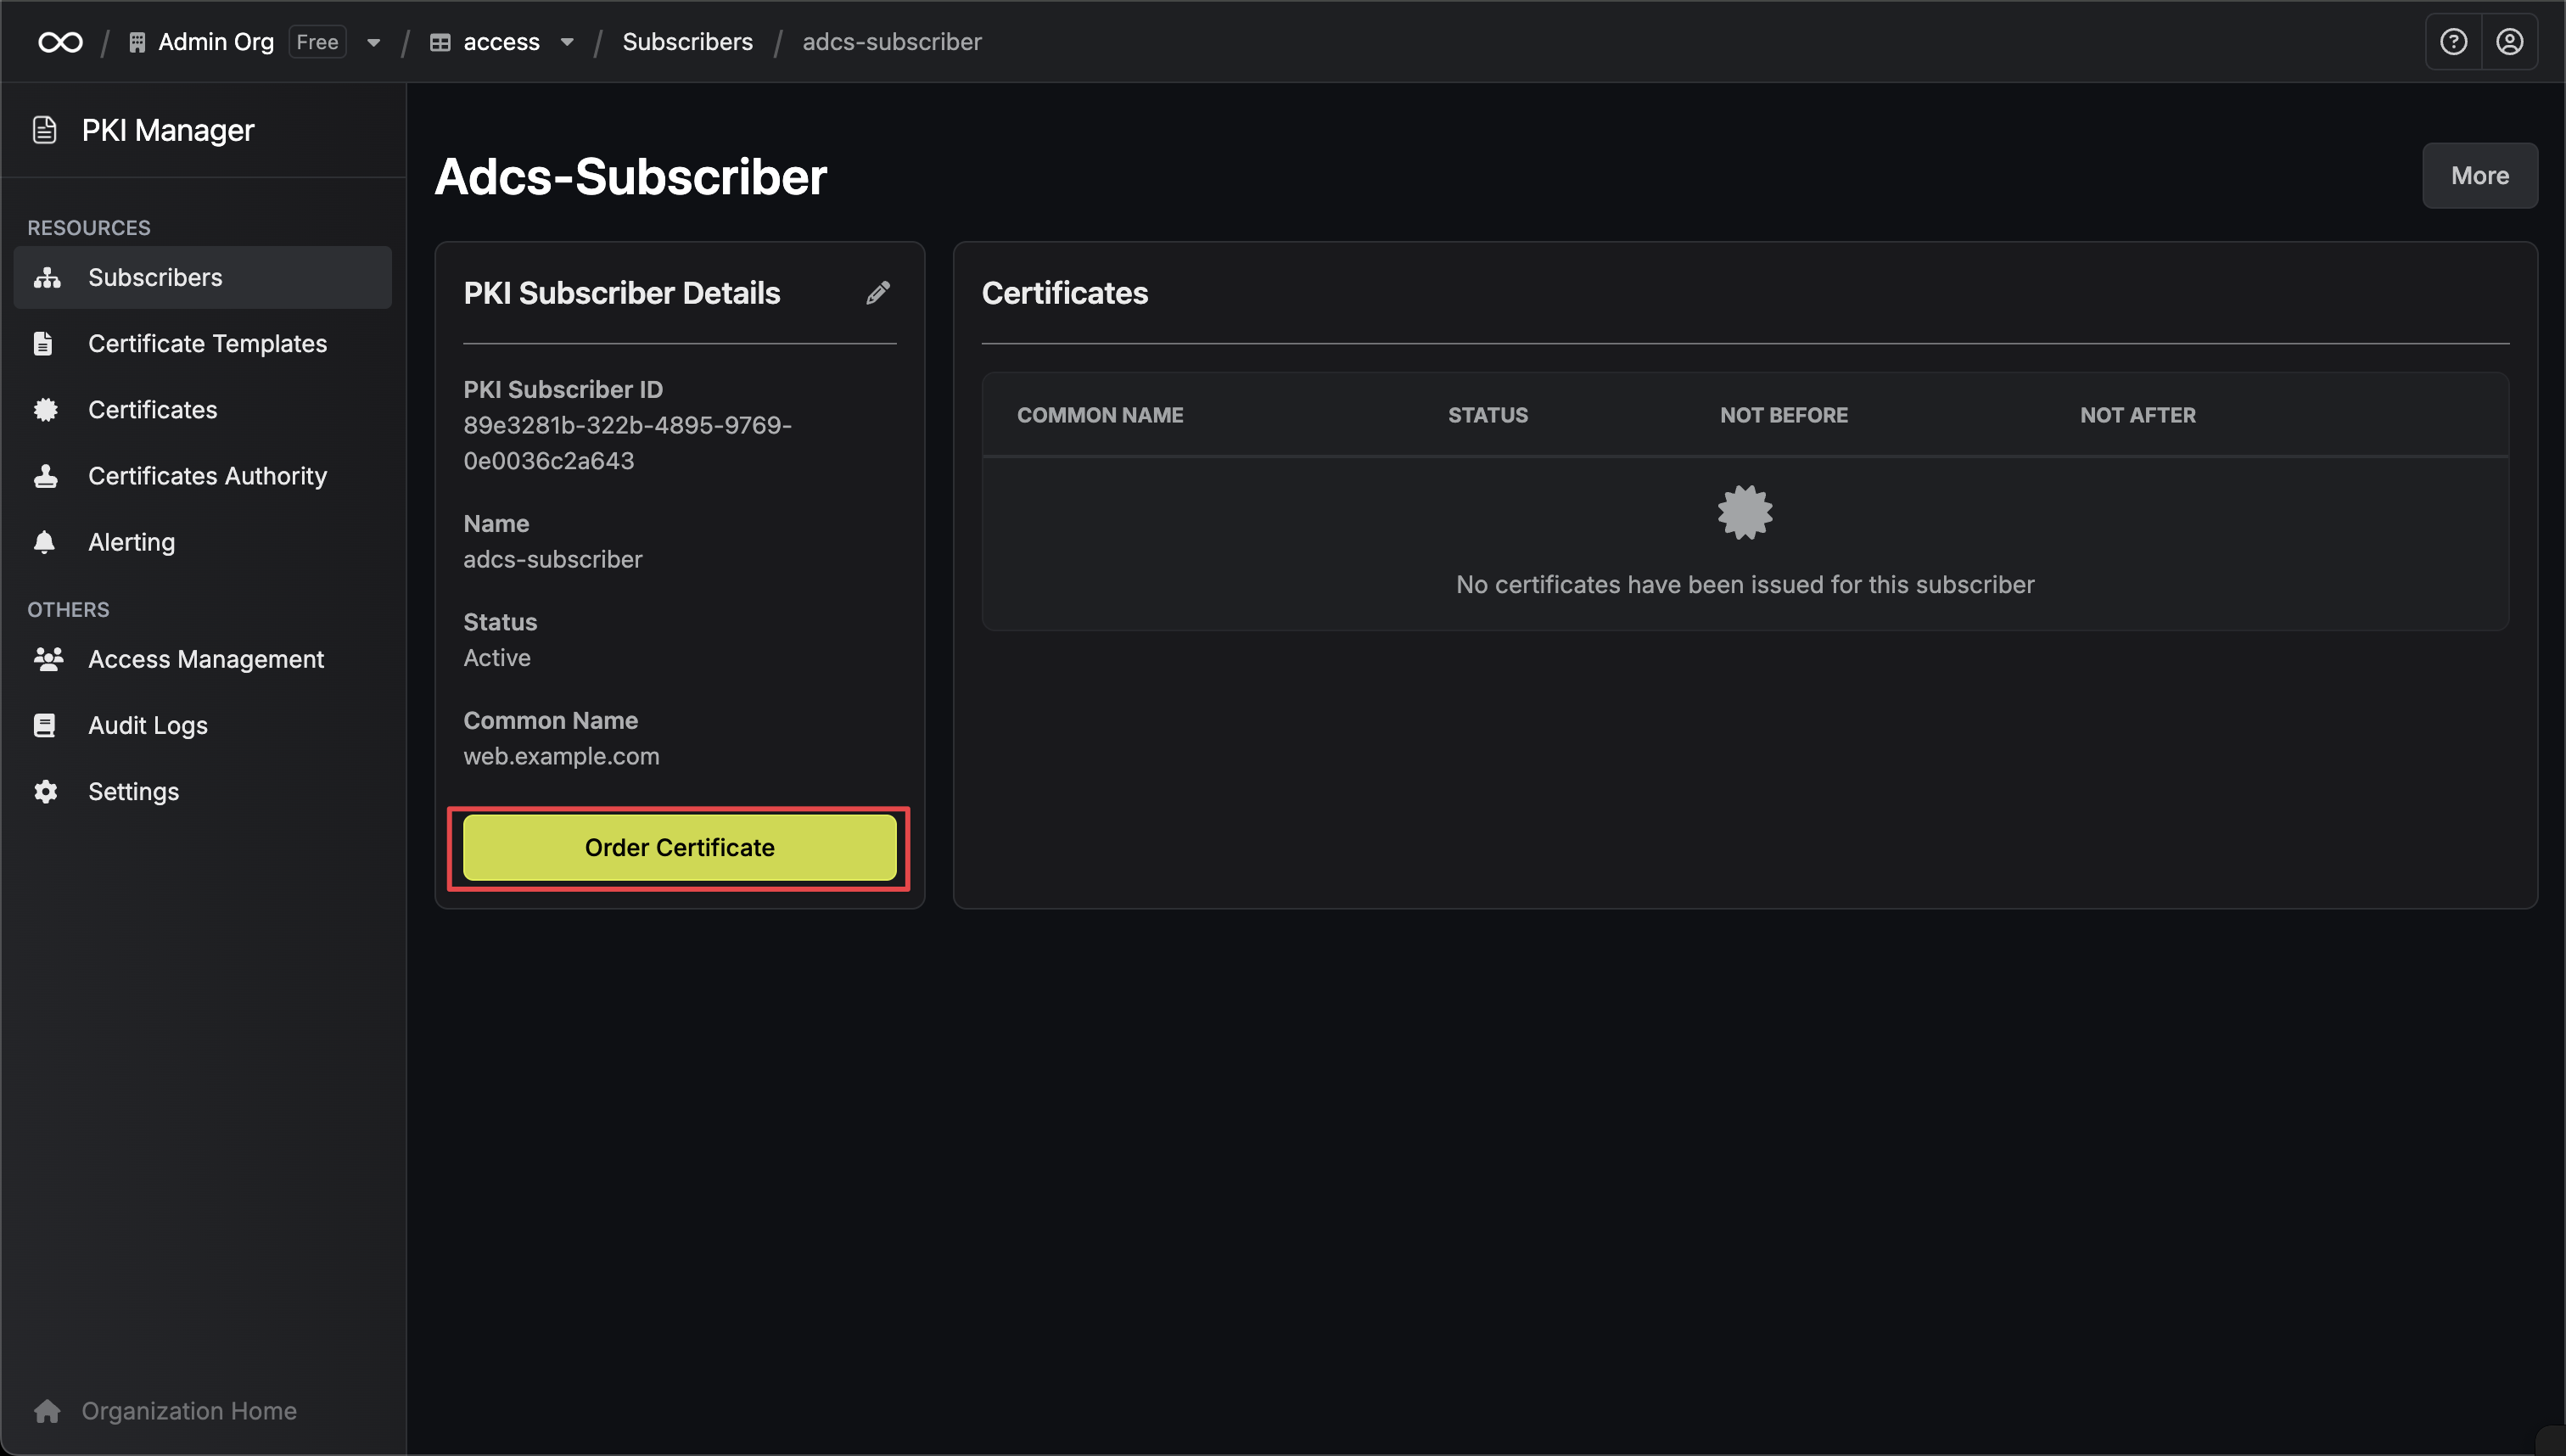 Admin Org Free access Subscribers adcs-subscriber
PKI Manager
RESOURCES
Subscribers
Certificate Templates
Certificates
Certificates Authority
Alerting
OTHERS
Access Management
Audit Logs
Settings
Organization Home
Adcs-Subscriber
More
PKI Subscriber Details
PKI Subscriber ID
89e3281b-322b-4895-9769-
0e0036c2a643
Name
adcs-subscriber
Status
Active
Common Name
web.example.com
Order Certificate
Certificates
COMMON NAME STATUS NOT BEFORE NOT AFTER
No certificates have been issued for this subscriber